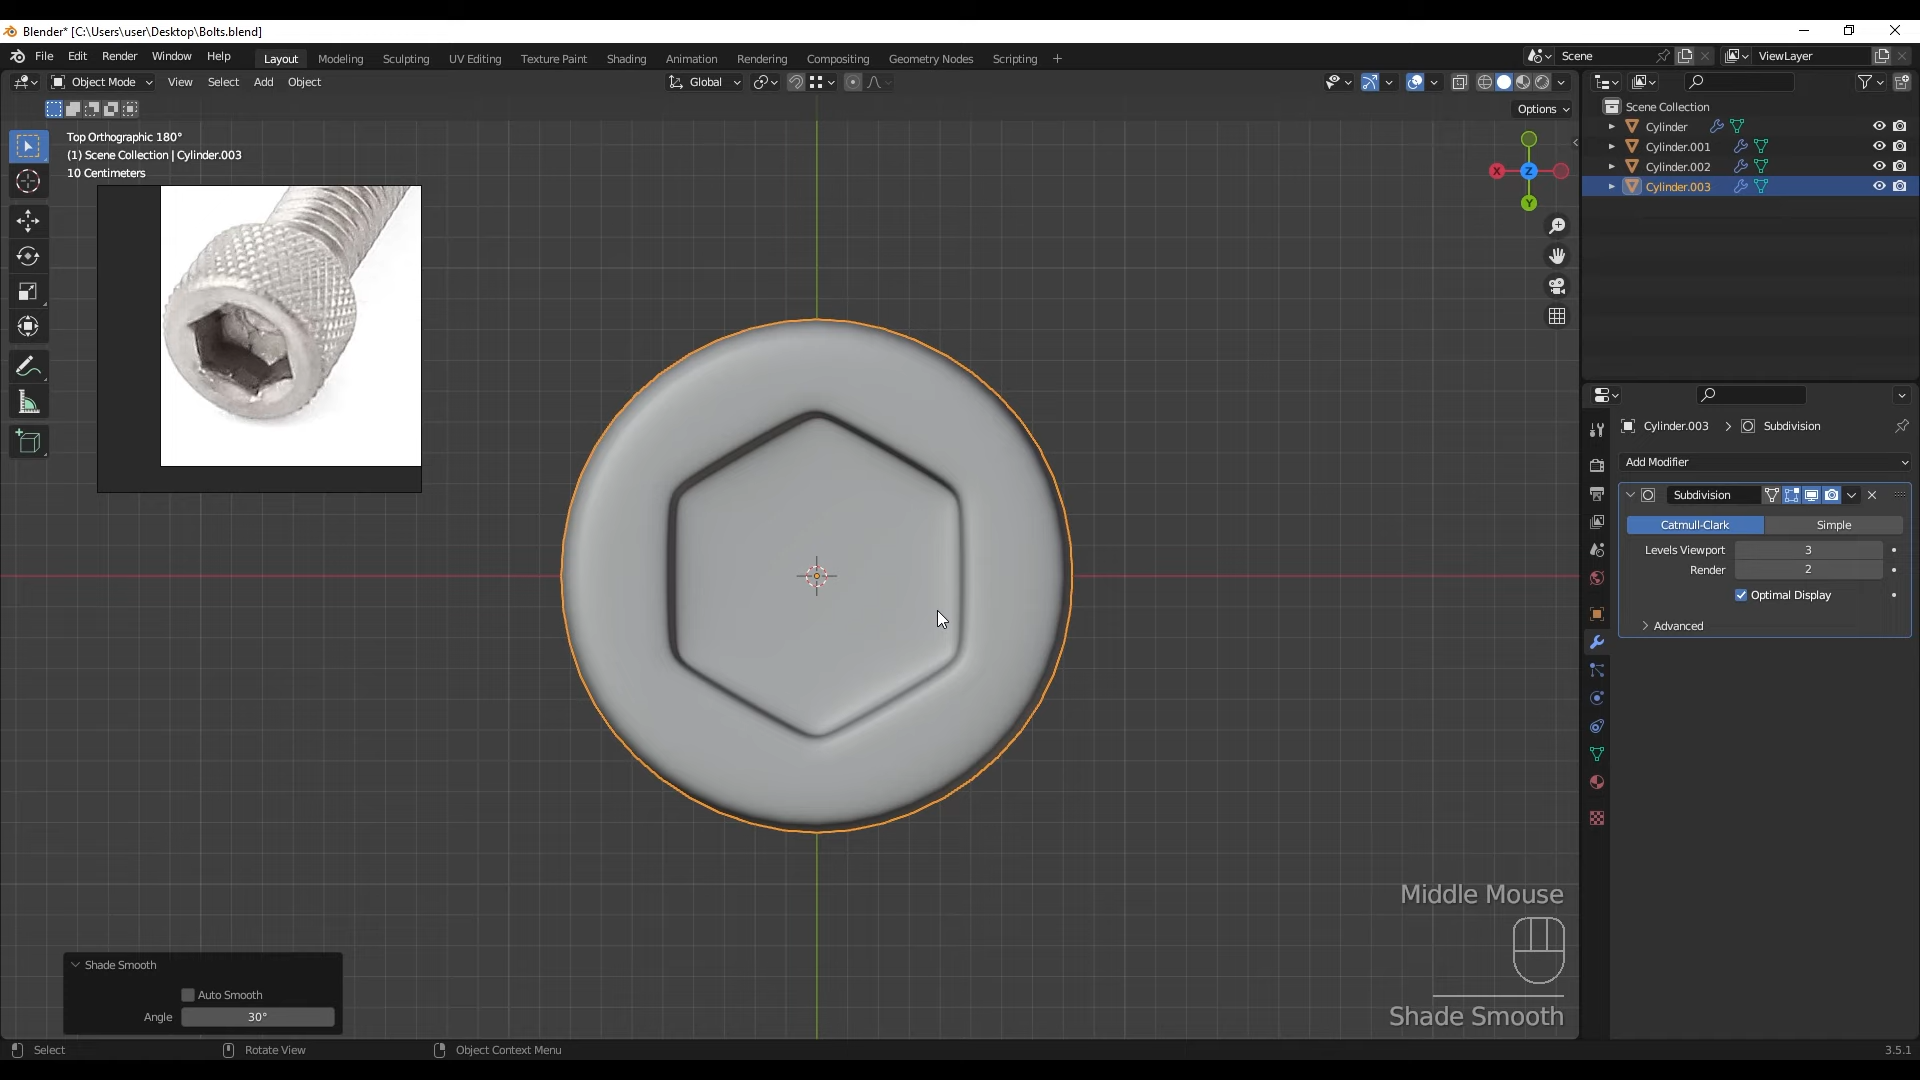 Blender* [C:\Users\user\Desktop\Bolts.blend]
File Edit Render Window Help Layout Modeling Sculpting UV Editing Texture Paint Shading Animation Rendering Compositing Geometry Nodes Scripting + Scene ViewLayer
Object Mode View Select Add Object Global
Options
Top Orthographic 180°
(1) Scene Collection | Cylinder.003
10 Centimeters
X Z Y
Scene Collection
Cylinder
Cylinder.001
Cylinder.002
Cylinder.003
Cylinder.003 > Subdivision
Add Modifier
Subdivision
Catmull-Clark Simple
Levels Viewport 3
Render 2
Optimal Display
Advanced
Middle Mouse
Shade Smooth
Shade Smooth
Auto Smooth
Angle 30°
Select Rotate View Object Context Menu 3.5.1